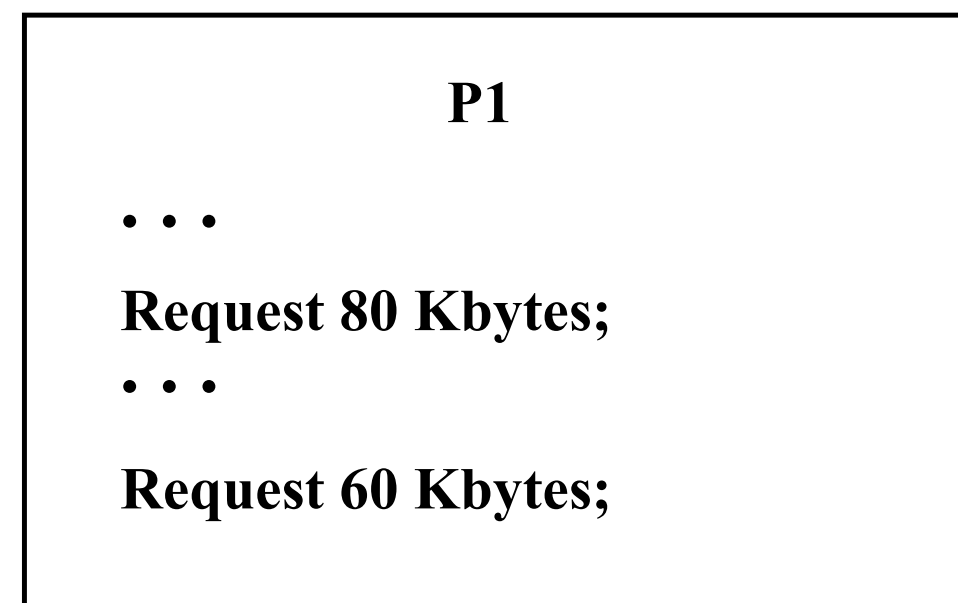 P1
. . .
Request 80 Kbytes;
. . .
Request 60 Kbytes;